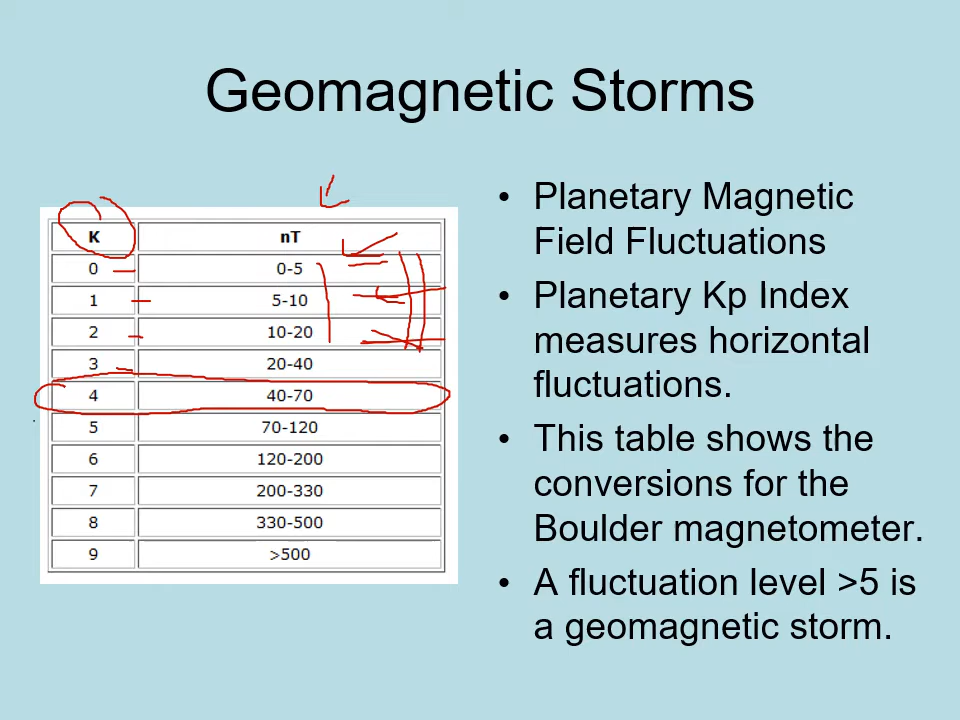 Geomagnetic Storms
K nT
0 0-5
1 5-10
2 10-20
3 20-40
4 40-70
5 70-120
6 120-200
7 200-330
8 330-500
9 >500
• Planetary Magnetic
Field Fluctuations
• Planetary Kp Index
measures horizontal
fluctuations.
• This table shows the
conversions for the
Boulder magnetometer.
• A fluctuation level >5 is
a geomagnetic storm.